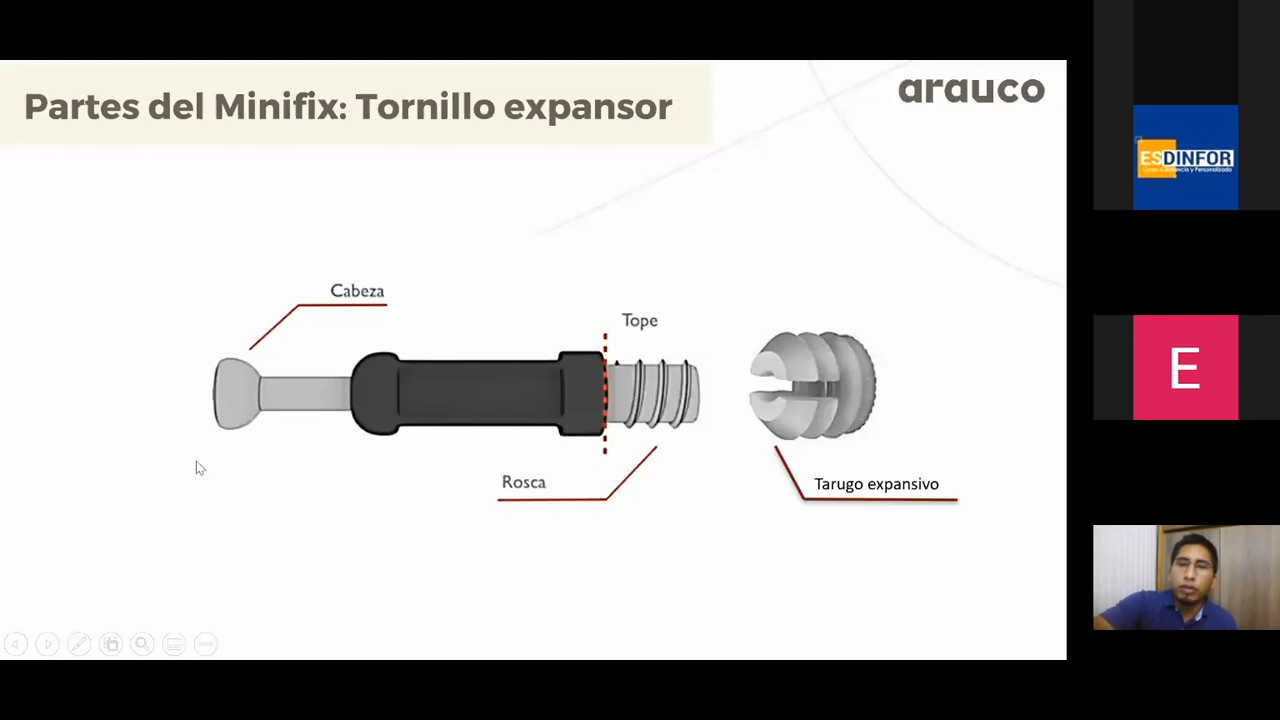 Partes del Minifix: Tornillo expansor
arauco
Cabeza
Tope
Rosca
Tarugo expansivo
ESDINFOR
E